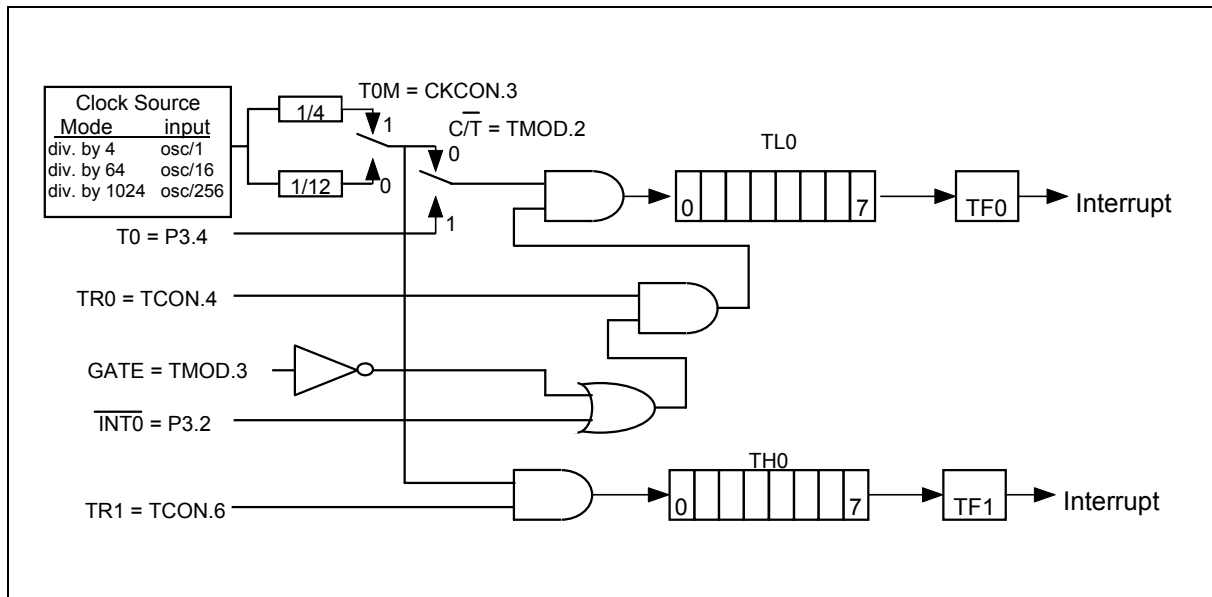 Clock Source
Mode input
div. by 4 osc/1
div. by 64 osc/16
div. by 1024 osc/256
1/4
1/12
T0M = CKCON.3
1
0
C/T̅ = TMOD.2
0
1
T0 = P3.4
TL0
0 7
TF0
Interrupt
TR0 = TCON.4
GATE = TMOD.3
I̅N̅T̅0̅ = P3.2
TH0
0 7
TF1
Interrupt
TR1 = TCON.6